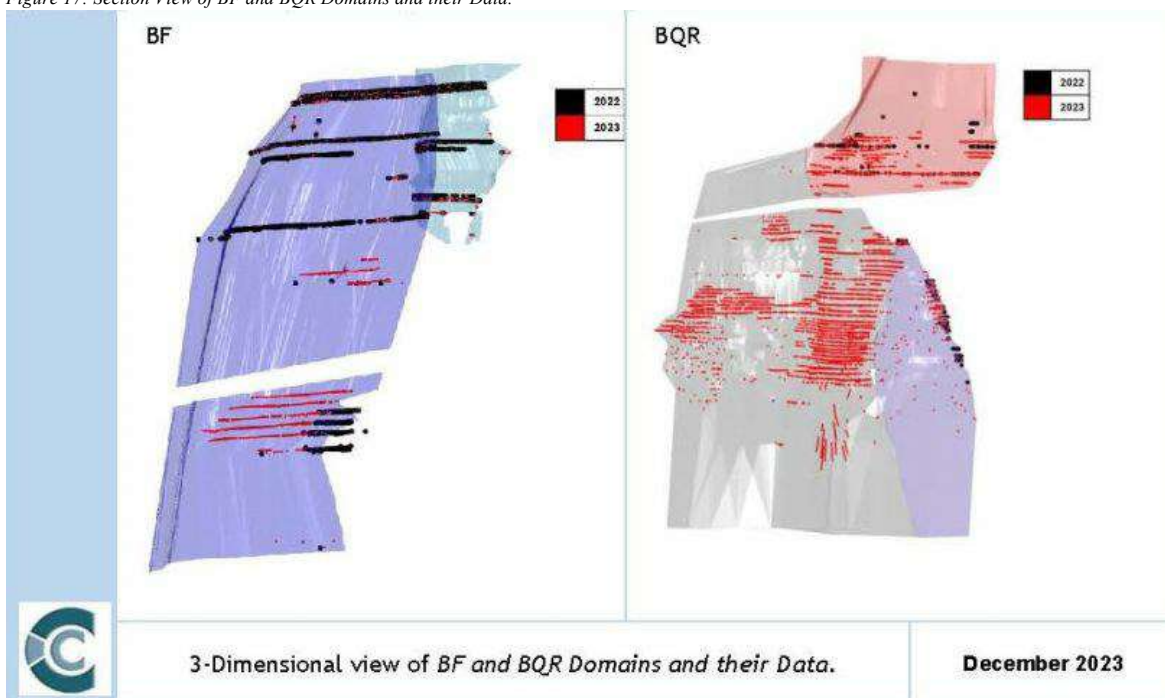 Figure 17: Section View of BF and BQR Domains and their Data.
BF
2022
2023
BQR
2022
2023
3-Dimensional view of BF and BQR Domains and their Data.
December 2023